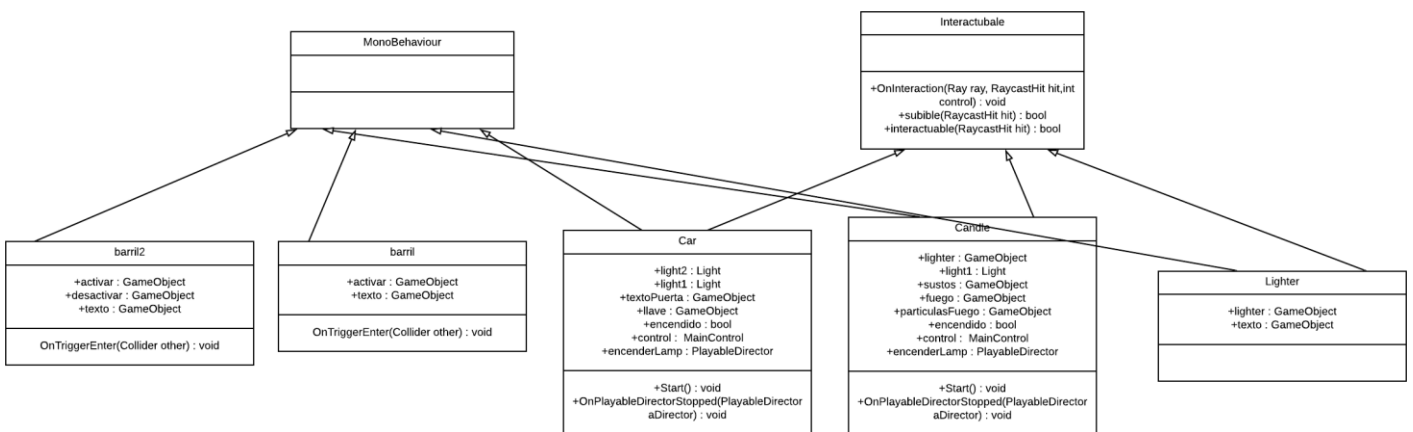 Interactubale
+OnInteraction(Ray ray, RaycastHit hit,int
control) : void
+subible(RaycastHit hit) : bool
+interactuable(RaycastHit hit) : bool
MonoBehaviour
barril2
+activar : GameObject
+desactivar : GameObject
+texto : GameObject
OnTriggerEnter(Collider other) : void
barril
+activar : GameObject
+texto : GameObject
OnTriggerEnter(Collider other) : void
Car
+light2 : Light
+light1 : Light
+textoPuerta : GameObject
+llave : GameObject
+encendido : bool
+control : MainControl
+encenderLamp : PlayableDirector
+Start() : void
+OnPlayableDirectorStopped(PlayableDirector
aDirector) : void
Candle
+lighter : GameObject
+light1 : Light
+sustos : GameObject
+fuego : GameObject
+particulasFuego : GameObject
+encendido : bool
+control : MainControl
+encenderLamp : PlayableDirector
+Start() : void
+OnPlayableDirectorStopped(PlayableDirector
aDirector) : void
Lighter
+lighter : GameObject
+texto : GameObject